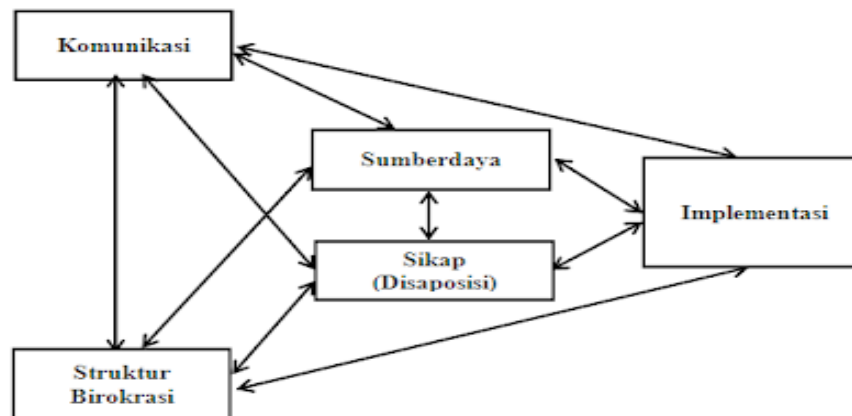 Komunikasi
Sumberdaya
Implementasi
Sikap
(Disaposisi)
Struktur
Birokrasi